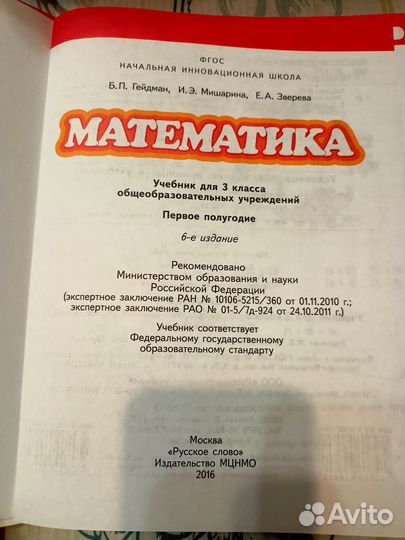 ФГОС
НАЧАЛЬНАЯ ИННОВАЦИОННАЯ ШКОЛА
Б.П. Гейдман, И.Э. Мишарина, Е.А. Зверева
МАТЕМАТИКА
Учебник для 3 класса
общеобразовательных учреждений
Первое полугодие
6-е издание
Рекомендовано
Министерством образования и науки
Российской Федерации
(экспертное заключение РАН № 10106-5215/360 от 01.11.2010 г.;
экспертное заключение РАО № 01-5/7д-924 от 24.10.2011 г.)
Учебник соответствует
Федеральному государственному
образовательному стандарту
Москва
«Русское слово»
Издательство МЦНМО
2016
Avito